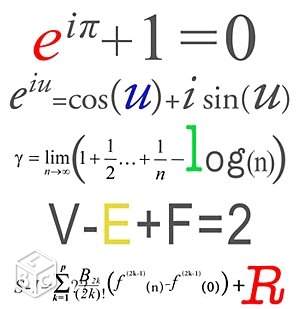 e^{iπ}+1=0
e^{iu}=cos(u)+i sin(u)
γ = lim_{n→∞}(1+1/2...+1/n−log(n))
V-E+F=2
∑_{k=1}^{p} B_{2k}/(2k)!(f^{(2k-1)}(n)-f^{(2k-1)}(0))+R